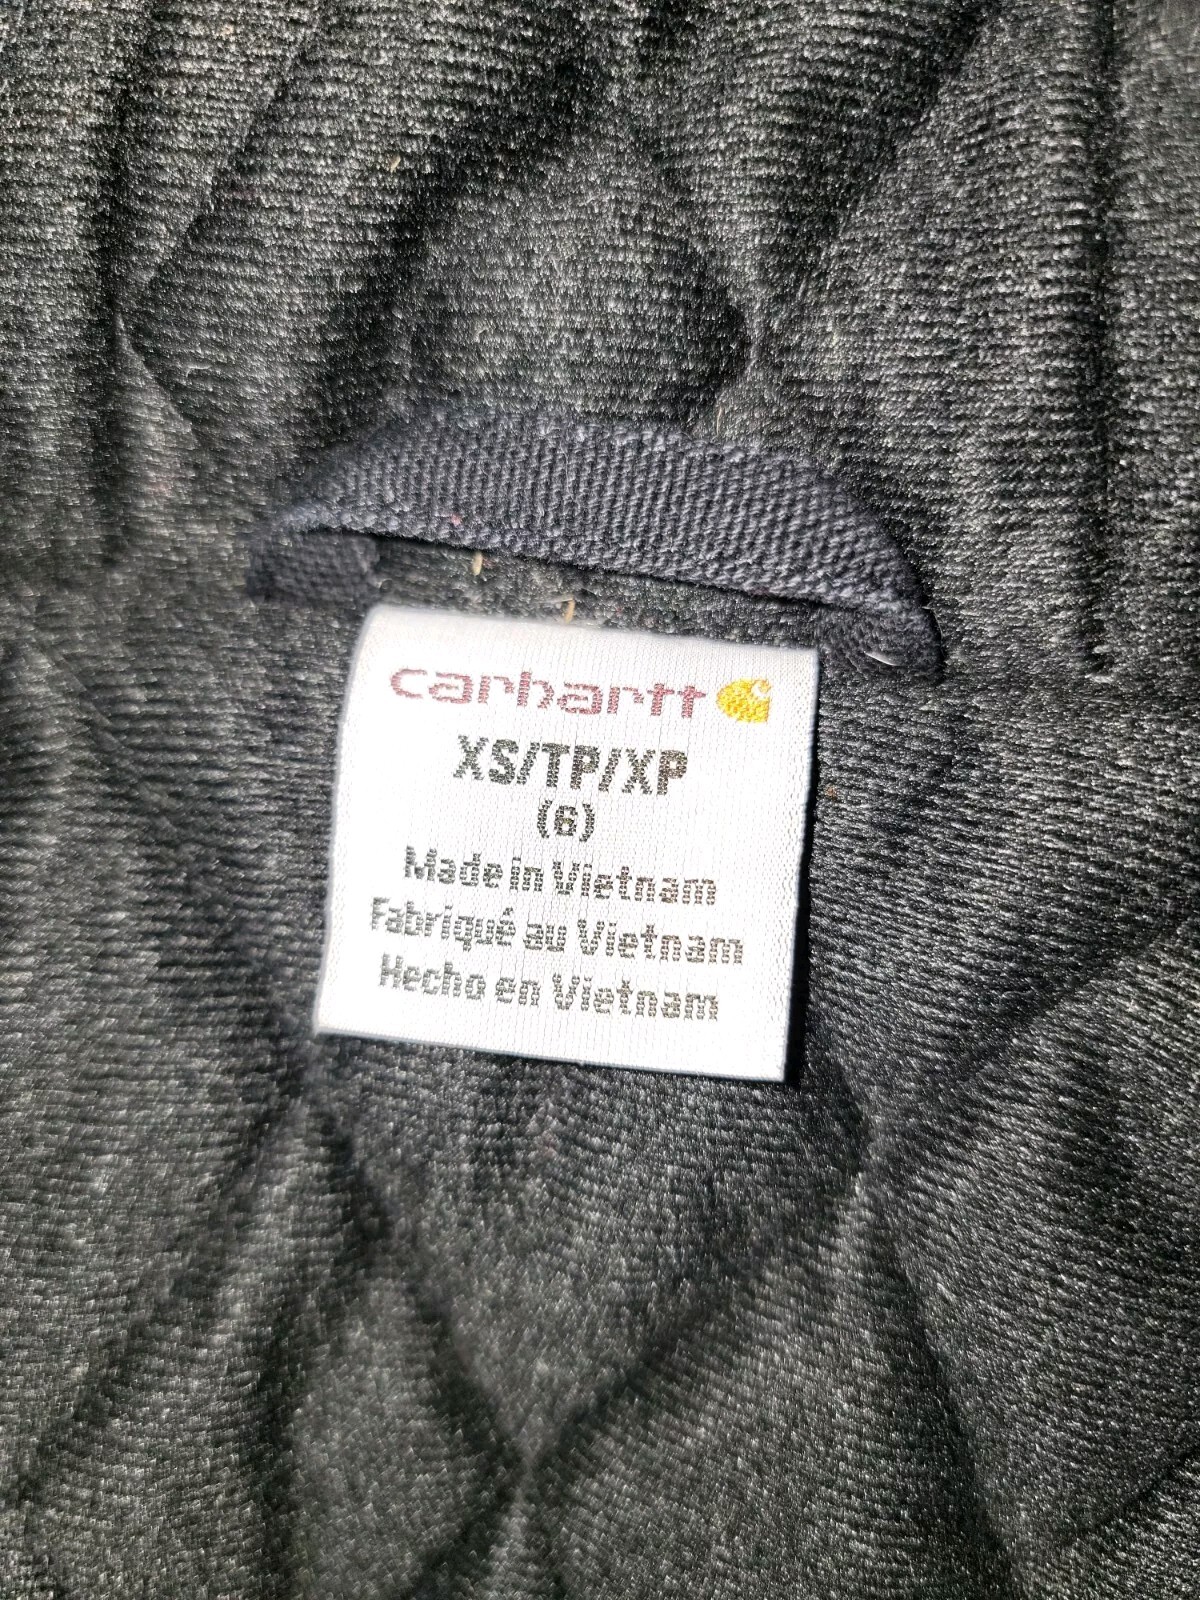 carhartt
XS/TP/XP
(6)
Made in Vietnam
Fabriqué au Vietnam
Hecho en Vietnam